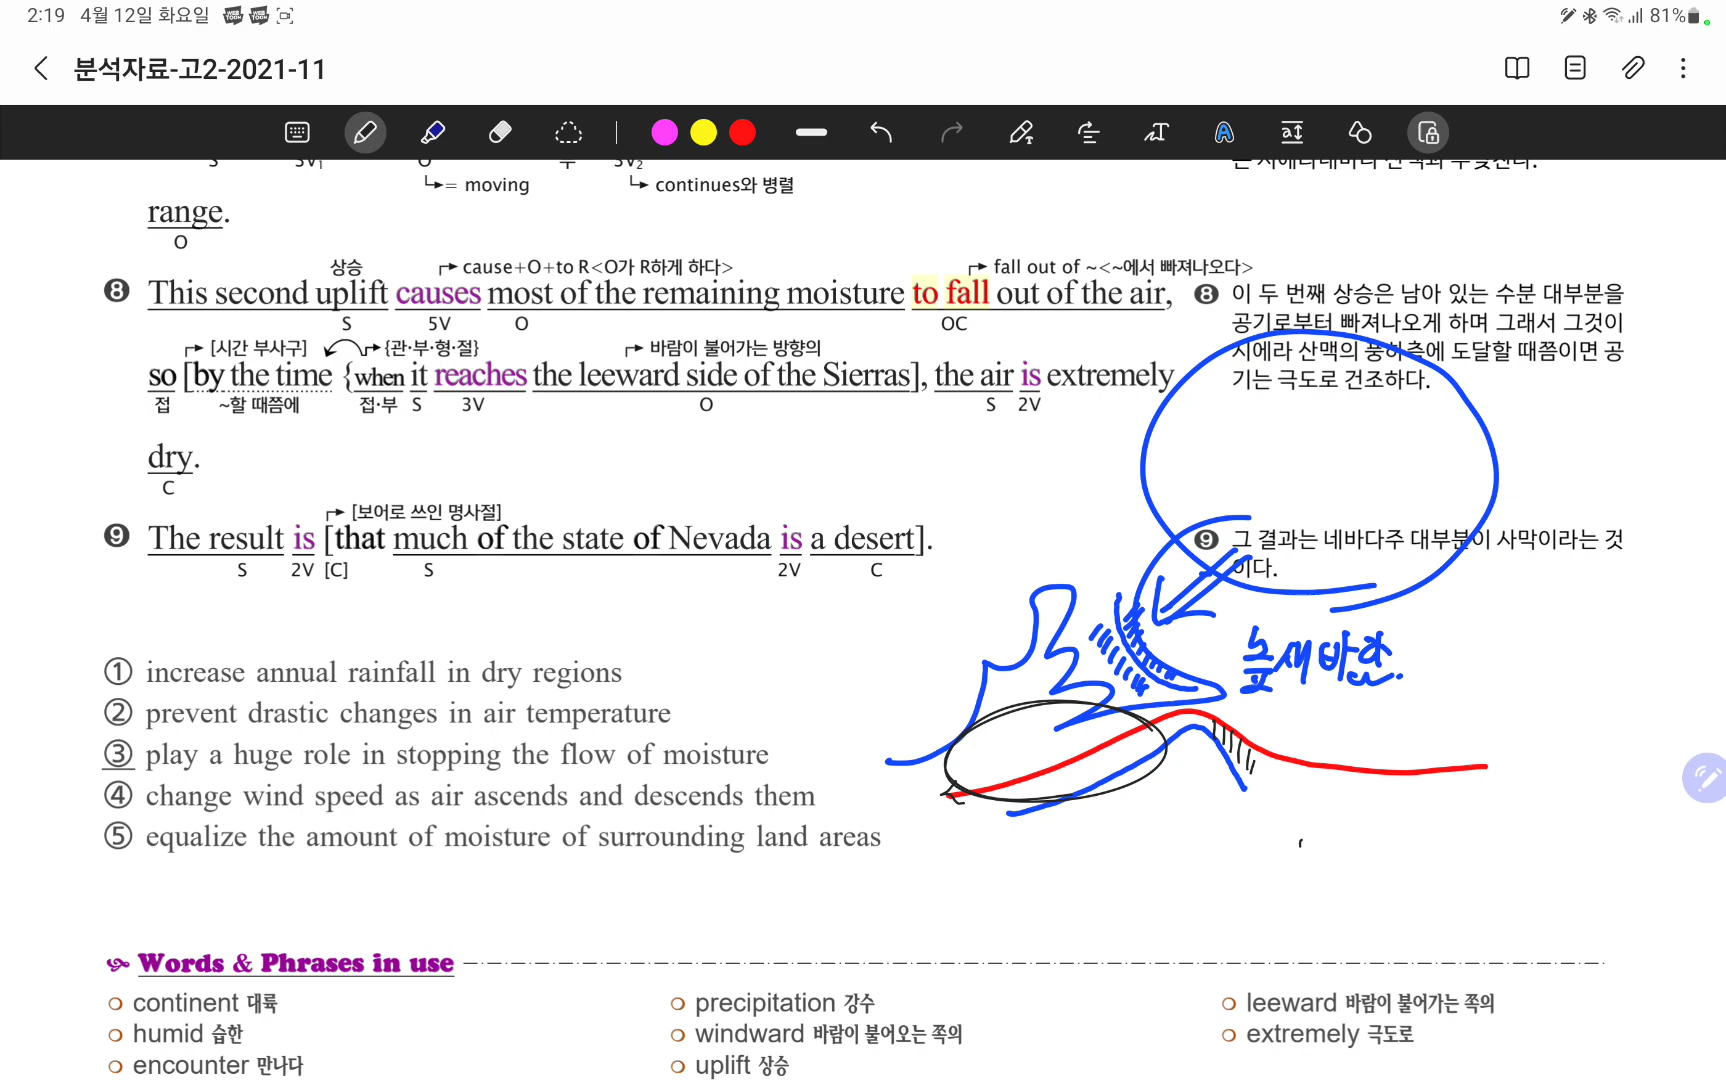 2:19 4월 12일 화요일 81%
분석자료-고2-2021-11
S 3V₁ O 부 3V₂
= moving continues와 병렬
range.
O
상승 cause+O+to R<O가 R하게 하다> fall out of ~<~에서 빠져나오다>
❽ This second uplift causes most of the remaining moisture to fall out of the air,
S 5V O OC
[시간 부사구] {관·부·형·절} 바람이 불어가는 방향의
so [by the time {when it reaches the leeward side of the Sierras], the air is extremely
접 ~할 때쯤에 접·부 S 3V O S 2V
dry.
C
❽ 이 두 번째 상승은 남아 있는 수분 대부분을
공기로부터 빠져나오게 하며 그래서 그것이
시에라 산맥의 풍하측에 도달할 때쯤이면 공
기는 극도로 건조하다.
[보어로 쓰인 명사절]
❾ The result is [that much of the state of Nevada is a desert].
S 2V [C] S 2V C
❾ 그 결과는 네바다주 대부분이 사막이라는 것
이다.
높새바람.
① increase annual rainfall in dry regions
② prevent drastic changes in air temperature
③ play a huge role in stopping the flow of moisture
④ change wind speed as air ascends and descends them
⑤ equalize the amount of moisture of surrounding land areas
Words & Phrases in use
continent 대륙 precipitation 강수 leeward 바람이 불어가는 쪽의
humid 습한 windward 바람이 불어오는 쪽의 extremely 극도로
encounter 만나다 uplift 상승